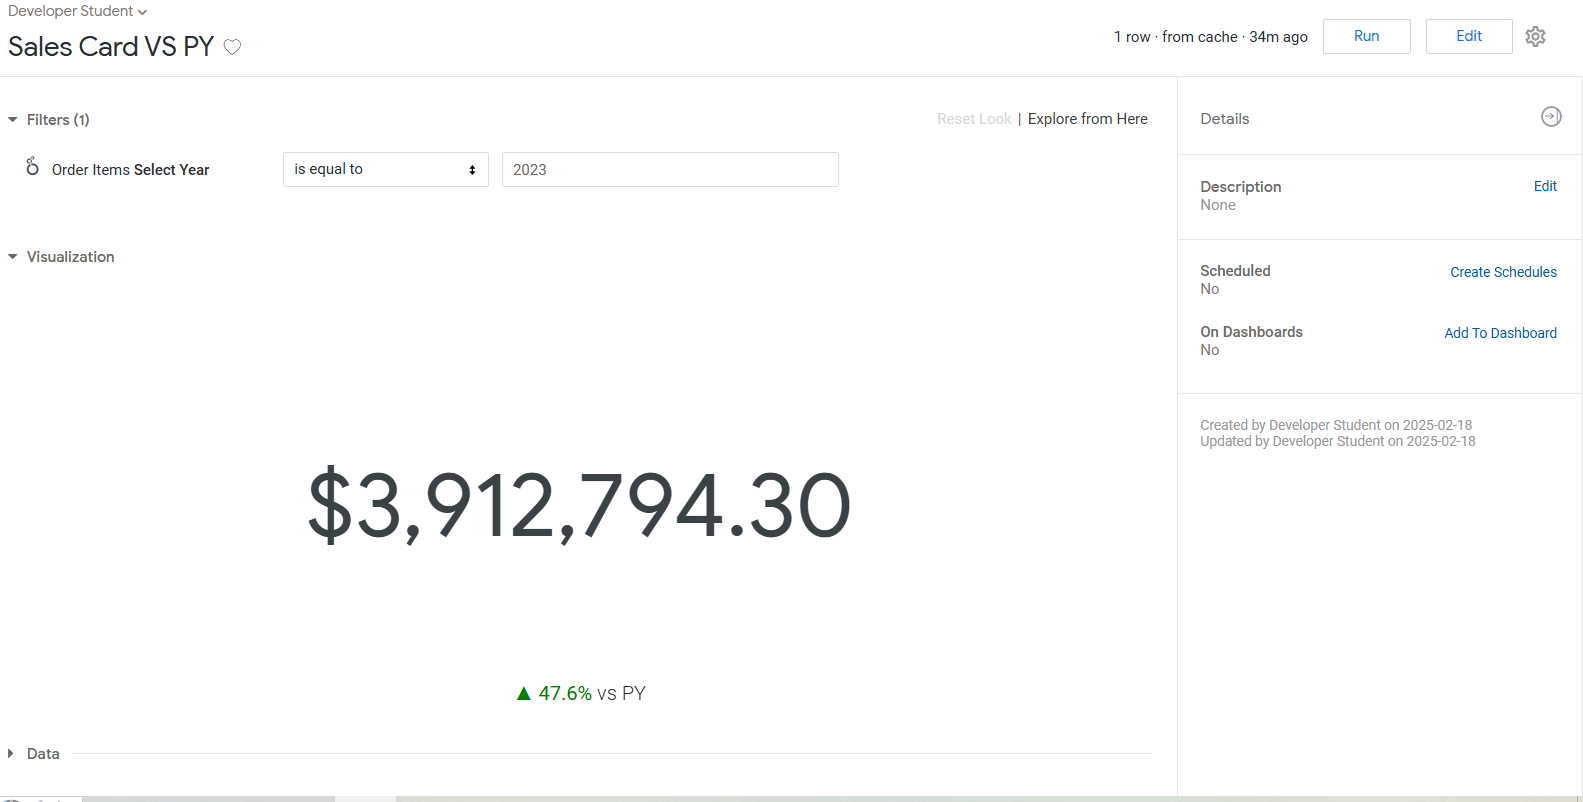 Developer Student
Sales Card VS PY
1 row · from cache · 34m ago
Run
Edit
Filters (1)
Reset Look | Explore from Here
Order Items Select Year
is equal to
2023
Visualization
$3,912,794.30
▲ 47.6% vs PY
Data
Details
Description
Edit
None
Scheduled
Create Schedules
No
On Dashboards
Add To Dashboard
No
Created by Developer Student on 2025-02-18
Updated by Developer Student on 2025-02-18